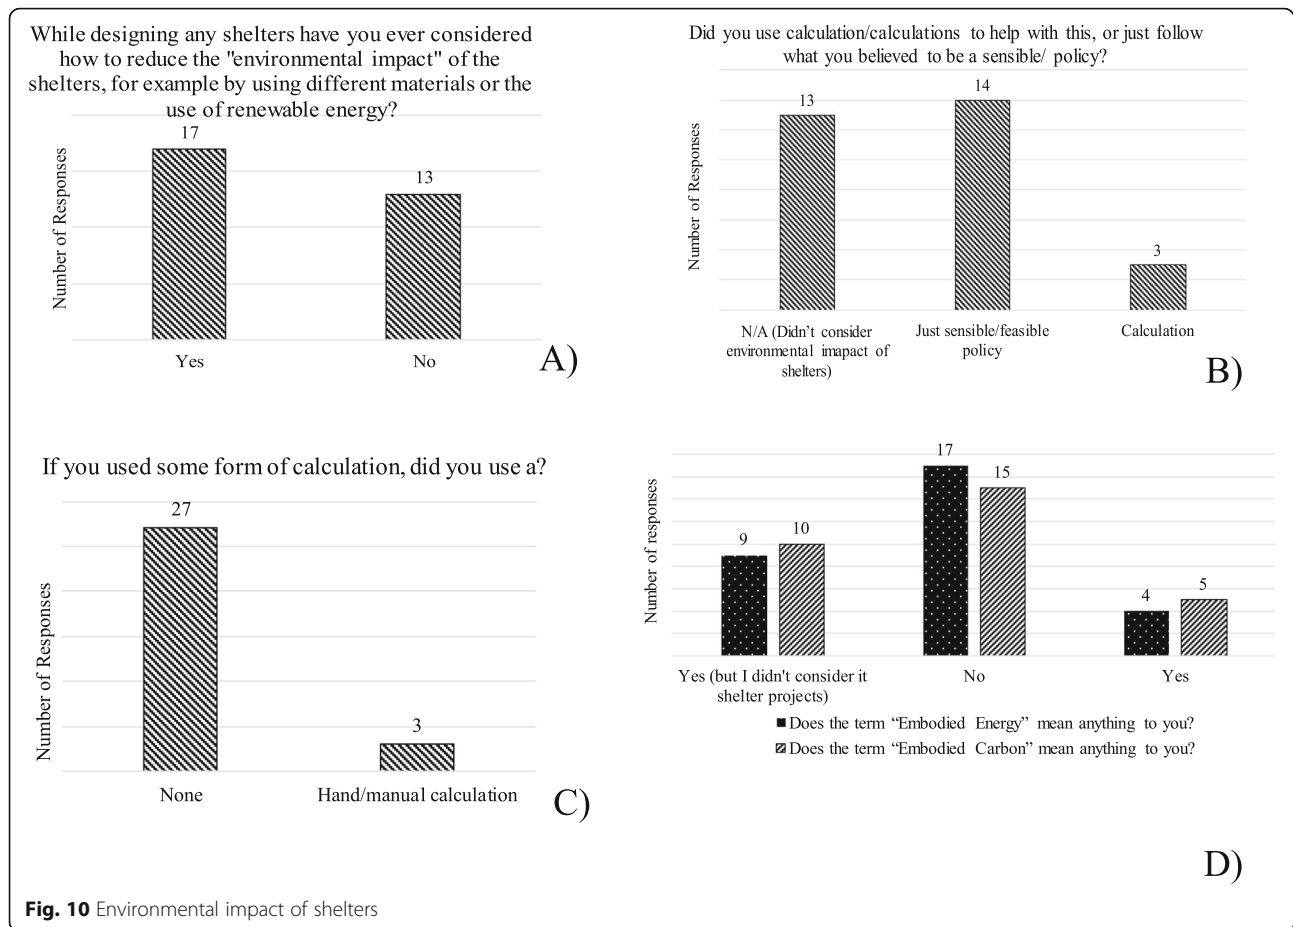 While designing any shelters have you ever considered
how to reduce the "environmental impact" of the
shelters, for example by using different materials or the
use of renewable energy?
Number of Responses
17
13
Yes
No
A)
Did you use calculation/calculations to help with this, or just follow
what you believed to be a sensible/ policy?
Number of Responses
13
14
3
N/A (Didn't consider
environmental imapact of
shelters)
Just sensible/feasible
policy
Calculation
B)
If you used some form of calculation, did you use a?
Number of Responses
27
3
None
Hand/manual calculation
C)
Number of responses
9
10
17
15
4
5
Yes (but I didn't consider it
shelter projects)
No
Yes
Does the term “Embodied Energy” mean anything to you?
Does the term “Embodied Carbon” mean anything to you?
D)
Fig. 10 Environmental impact of shelters